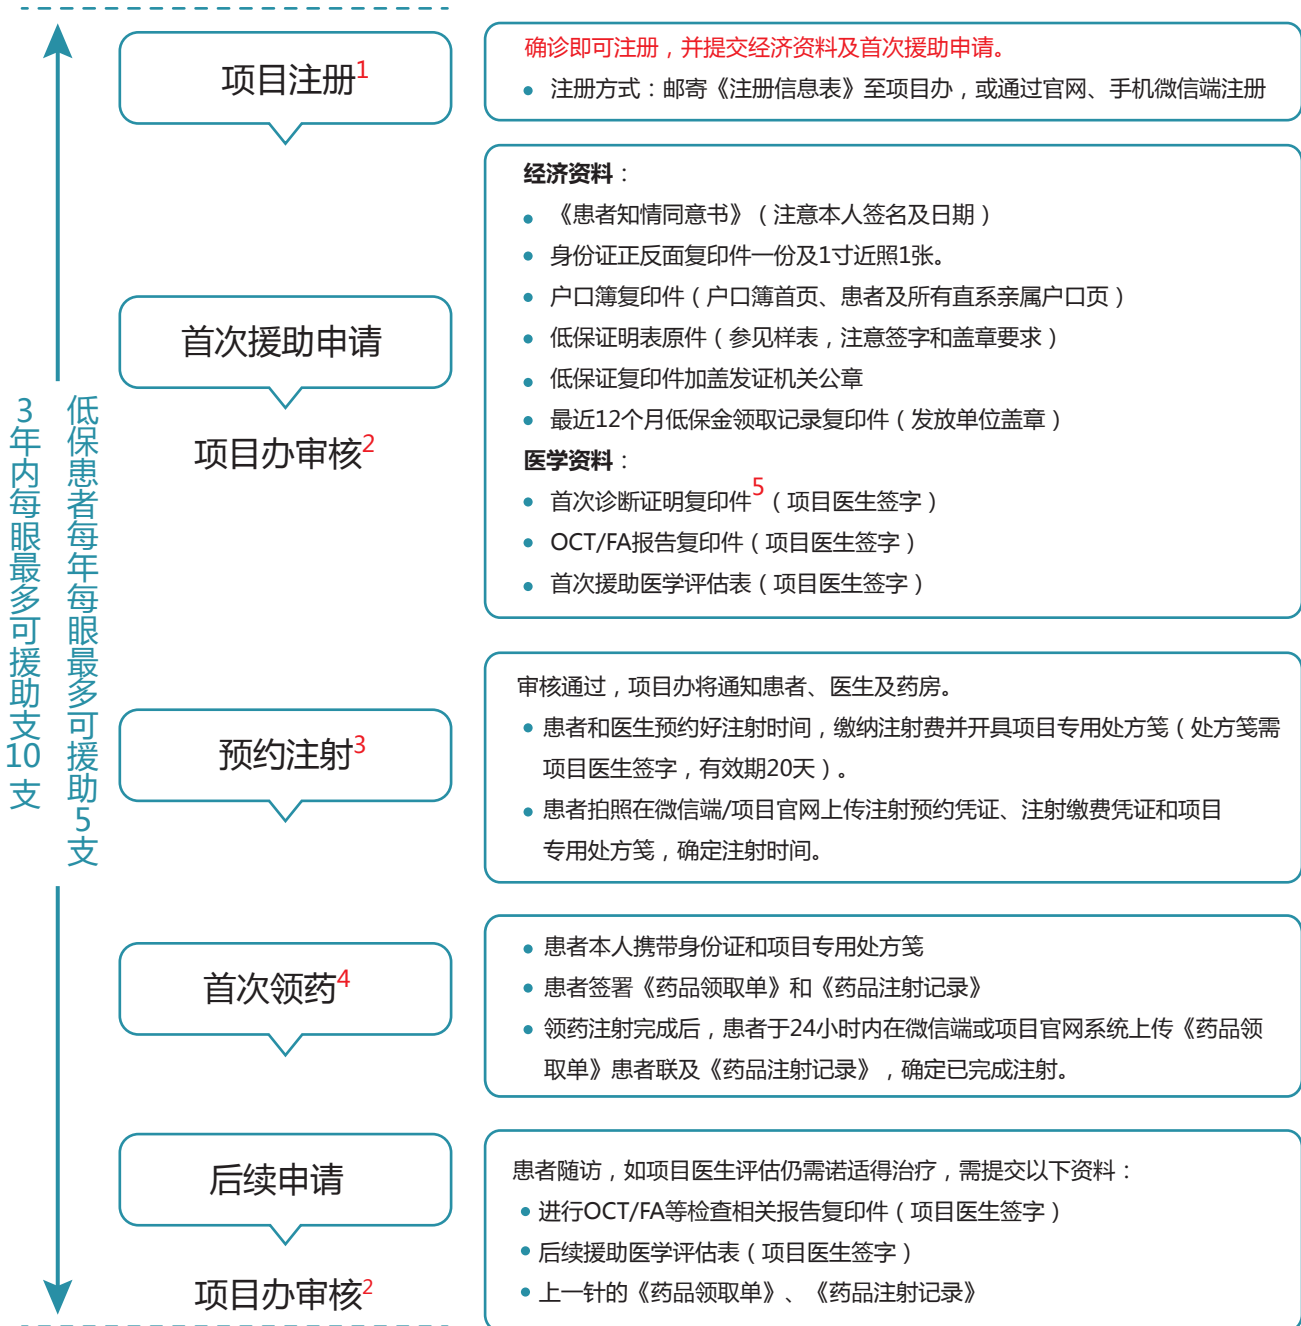 项目注册1
确诊即可注册，并提交经济资料及首次援助申请。
注册方式：邮寄《注册信息表》至项目办，或通过官网、手机微信端注册
首次援助申请
项目办审核2
经济资料：
《患者知情同意书》（注意本人签名及日期）
身份证正反面复印件一份及1寸近照1张。
户口簿复印件（户口簿首页、患者及所有直系亲属户口页）
低保证明表原件（参见样表，注意签字和盖章要求）
低保证复印件加盖发证机关公章
最近12个月低保金领取记录复印件（发放单位盖章）
医学资料：
首次诊断证明复印件5（项目医生签字）
OCT/FA报告复印件（项目医生签字）
首次援助医学评估表（项目医生签字）
低保患者每年每眼最多可援助5支
3年内每眼最多可援助支10支
预约注射3
审核通过，项目办将通知患者、医生及药房。
患者和医生预约好注射时间，缴纳注射费并开具项目专用处方笺（处方笺需
项目医生签字，有效期20天）。
患者拍照在微信端/项目官网上传注射预约凭证、注射缴费凭证和项目
专用处方笺，确定注射时间。
首次领药4
患者本人携带身份证和项目专用处方笺
患者签署《药品领取单》和《药品注射记录》
领药注射完成后，患者于24小时内在微信端或项目官网系统上传《药品领
取单》患者联及《药品注射记录》，确定已完成注射。
后续申请
项目办审核2
患者随访，如项目医生评估仍需诺适得治疗，需提交以下资料：
进行OCT/FA等检查相关报告复印件（项目医生签字）
后续援助医学评估表（项目医生签字）
上一针的《药品领取单》、《药品注射记录》